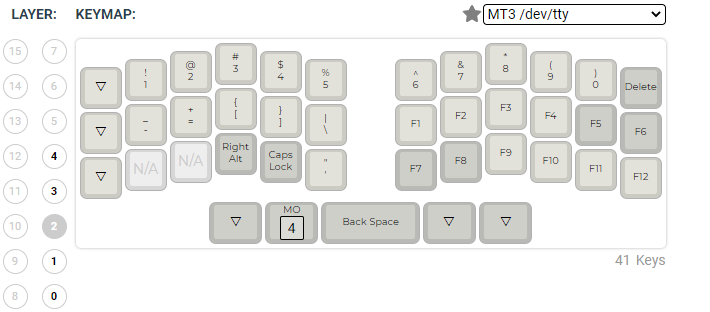 LAYER: KEYMAP: MT3 /dev/tty
15 7
14 6
13 5
12 4
11 3
10 2
9 1
8 0
▽ ! 1 @ 2 # 3 $ 4 % 5 ^ 6 & 7 * 8 ( 9 ) 0 Delete
▽ _ - + = { [ } ] | \ F1 F2 F3 F4 F5 F6
▽ N/A N/A Right Alt Caps Lock " ' F7 F8 F9 F10 F11 F12
▽ MO 4 Back Space ▽ ▽
41 Keys